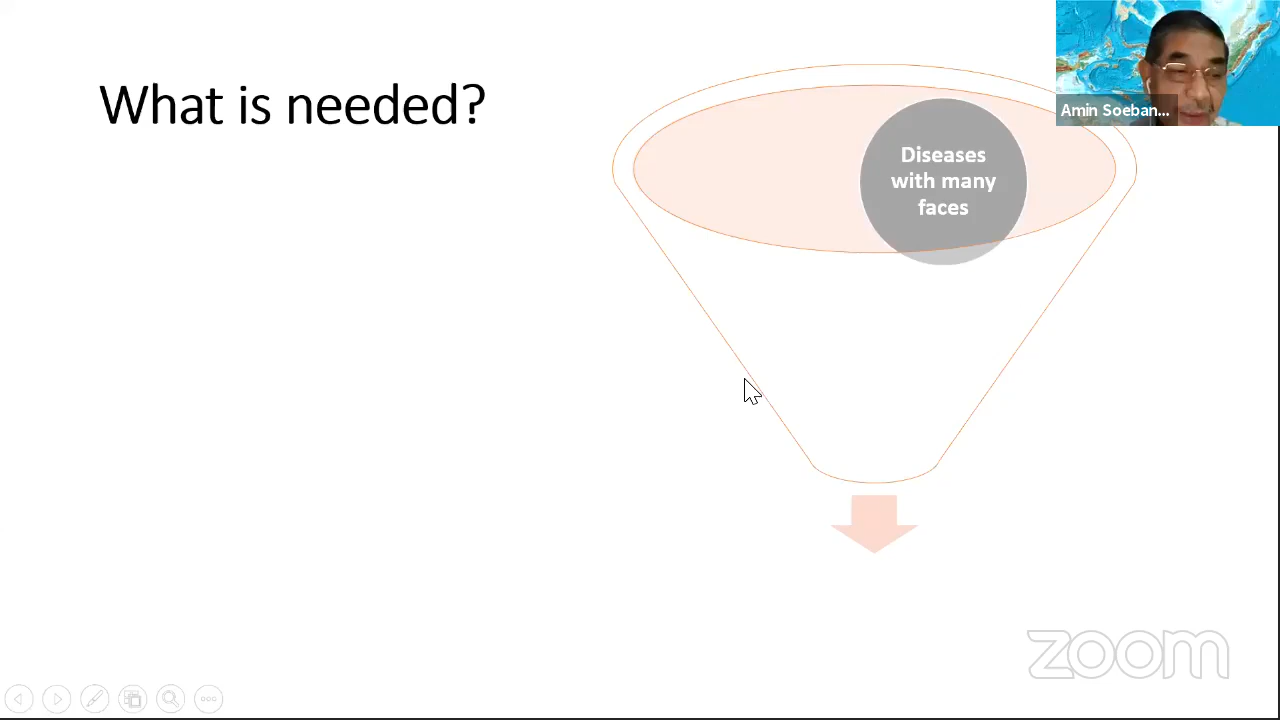 What is needed?
Amin Soeban...
Diseases
with many
faces
zoom